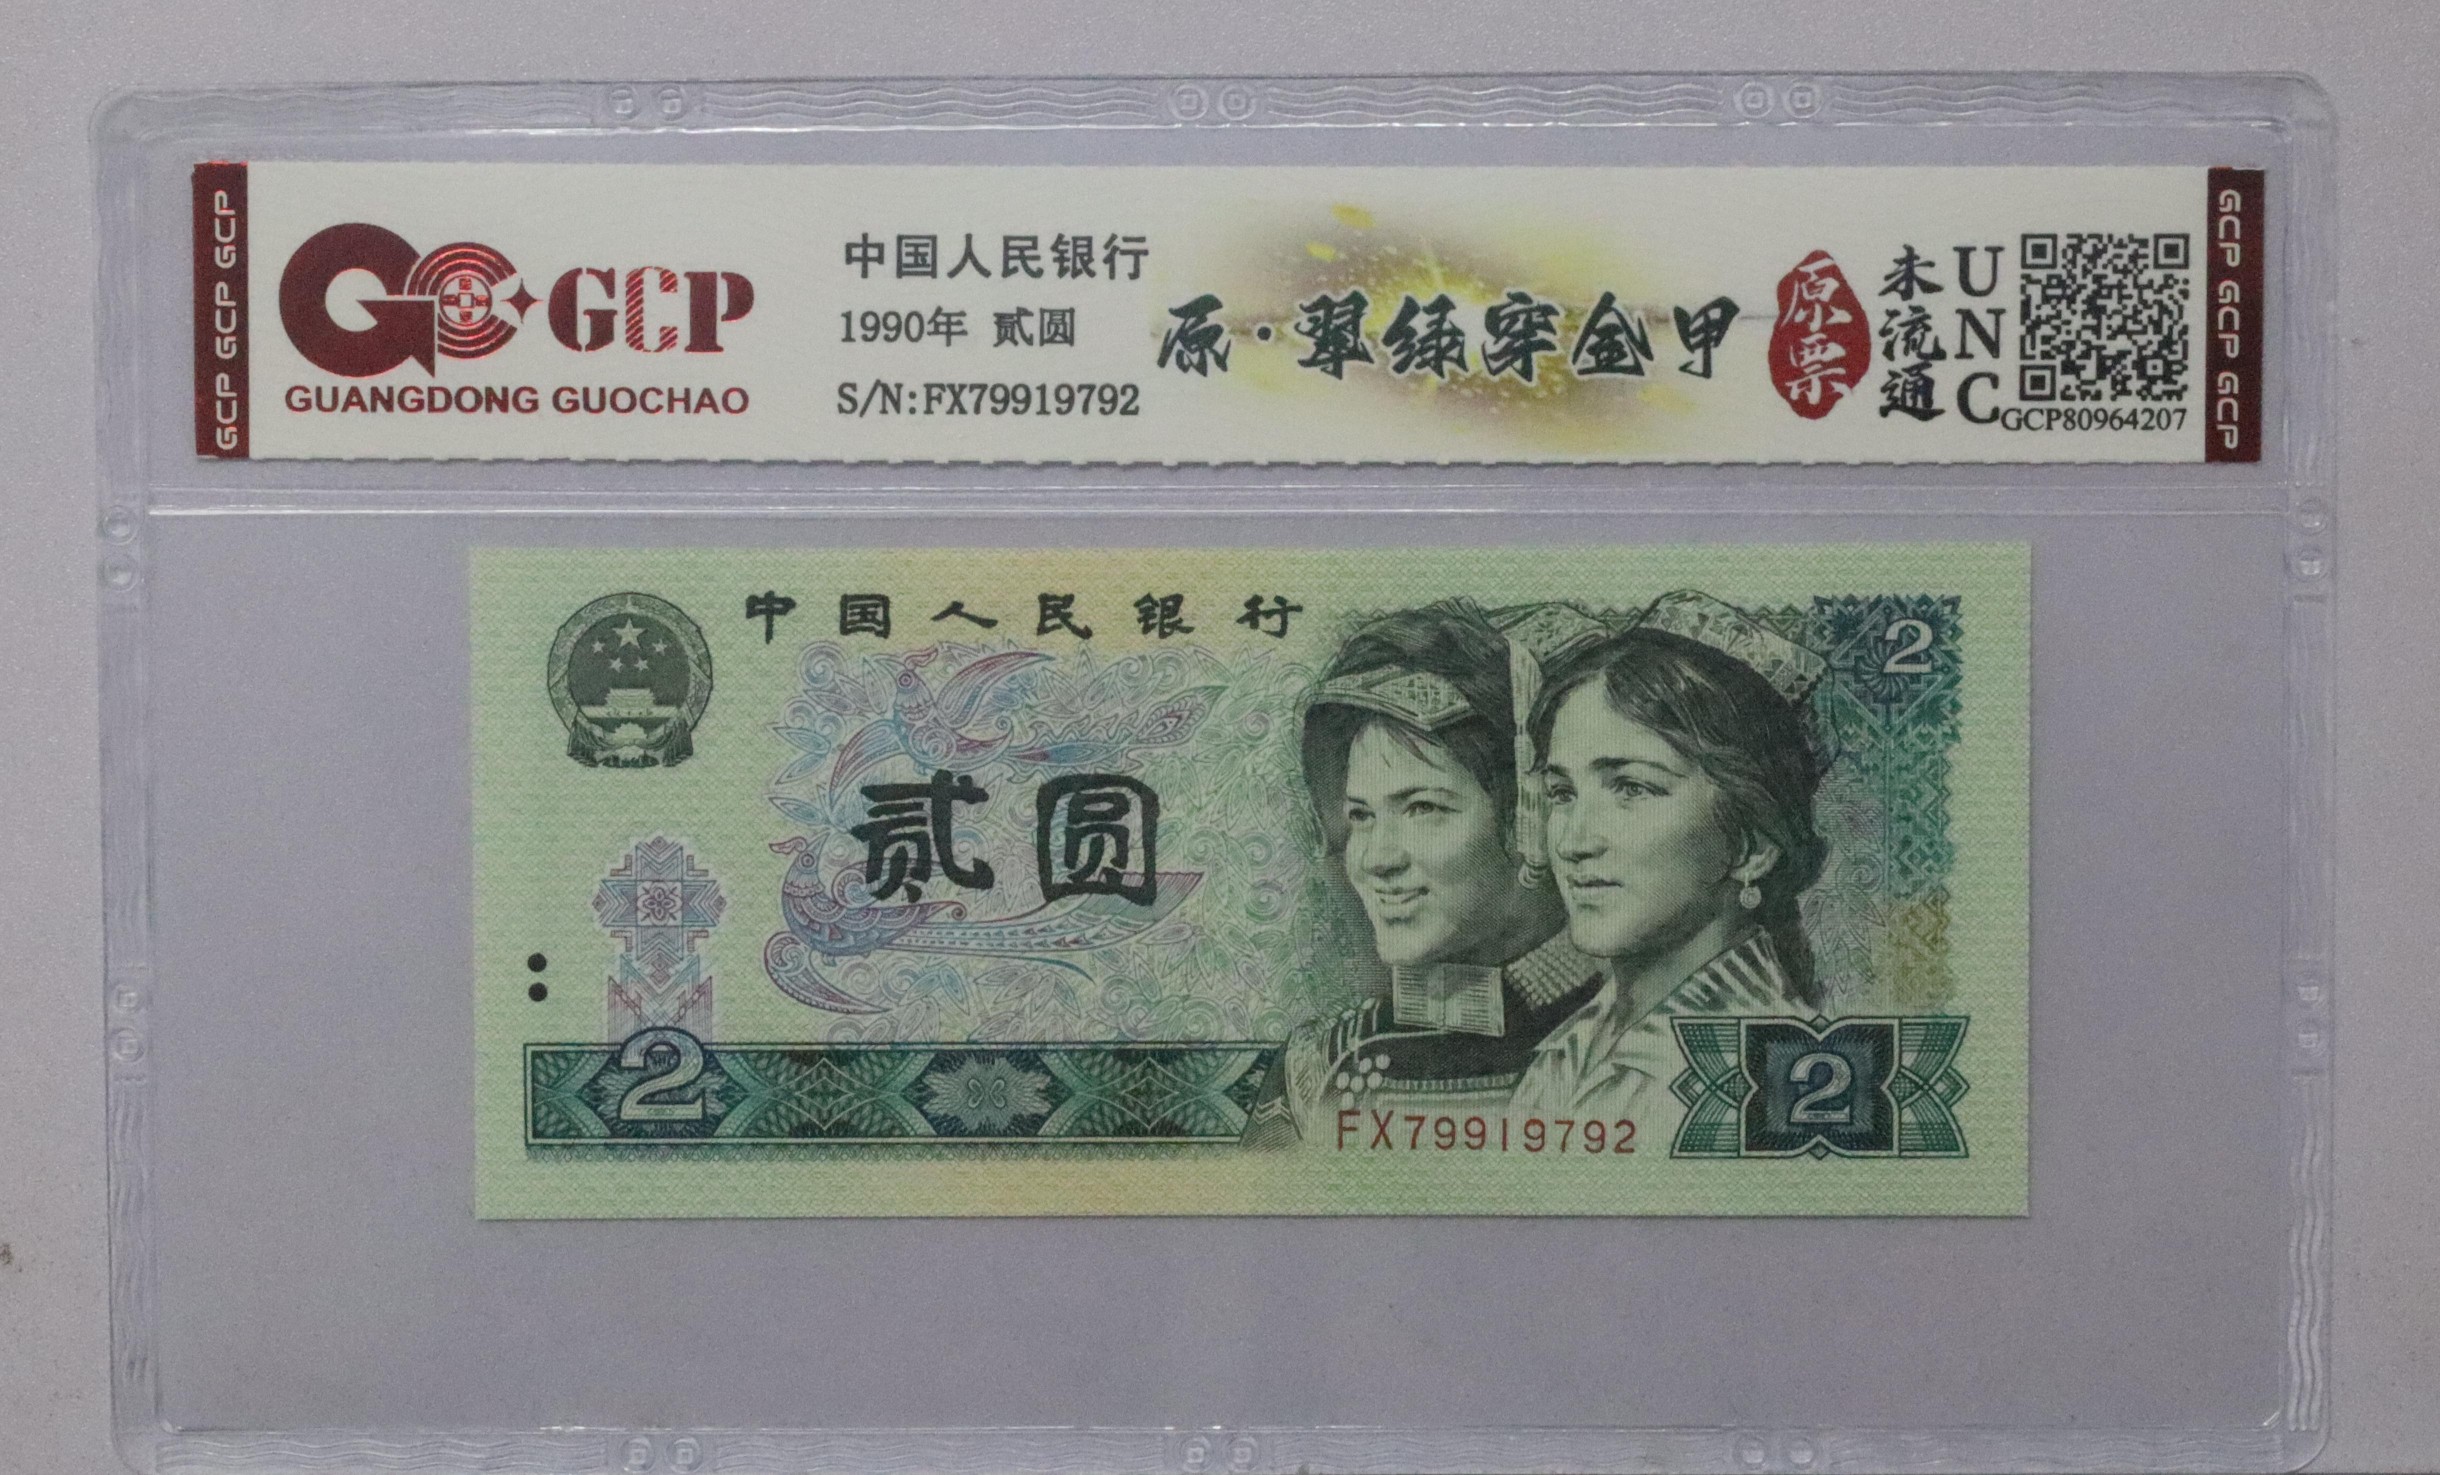 GCP GCP GCP
GCP
GUANGDONG GUOCHAO
中国人民银行
1990年 贰圆
S/N:FX79919792
原·翠绿穿金甲
原票
未流通
UNC
GCP80964207
GCP GCP GCP
中国人民银行
2
贰圆
2
2
FX79919792